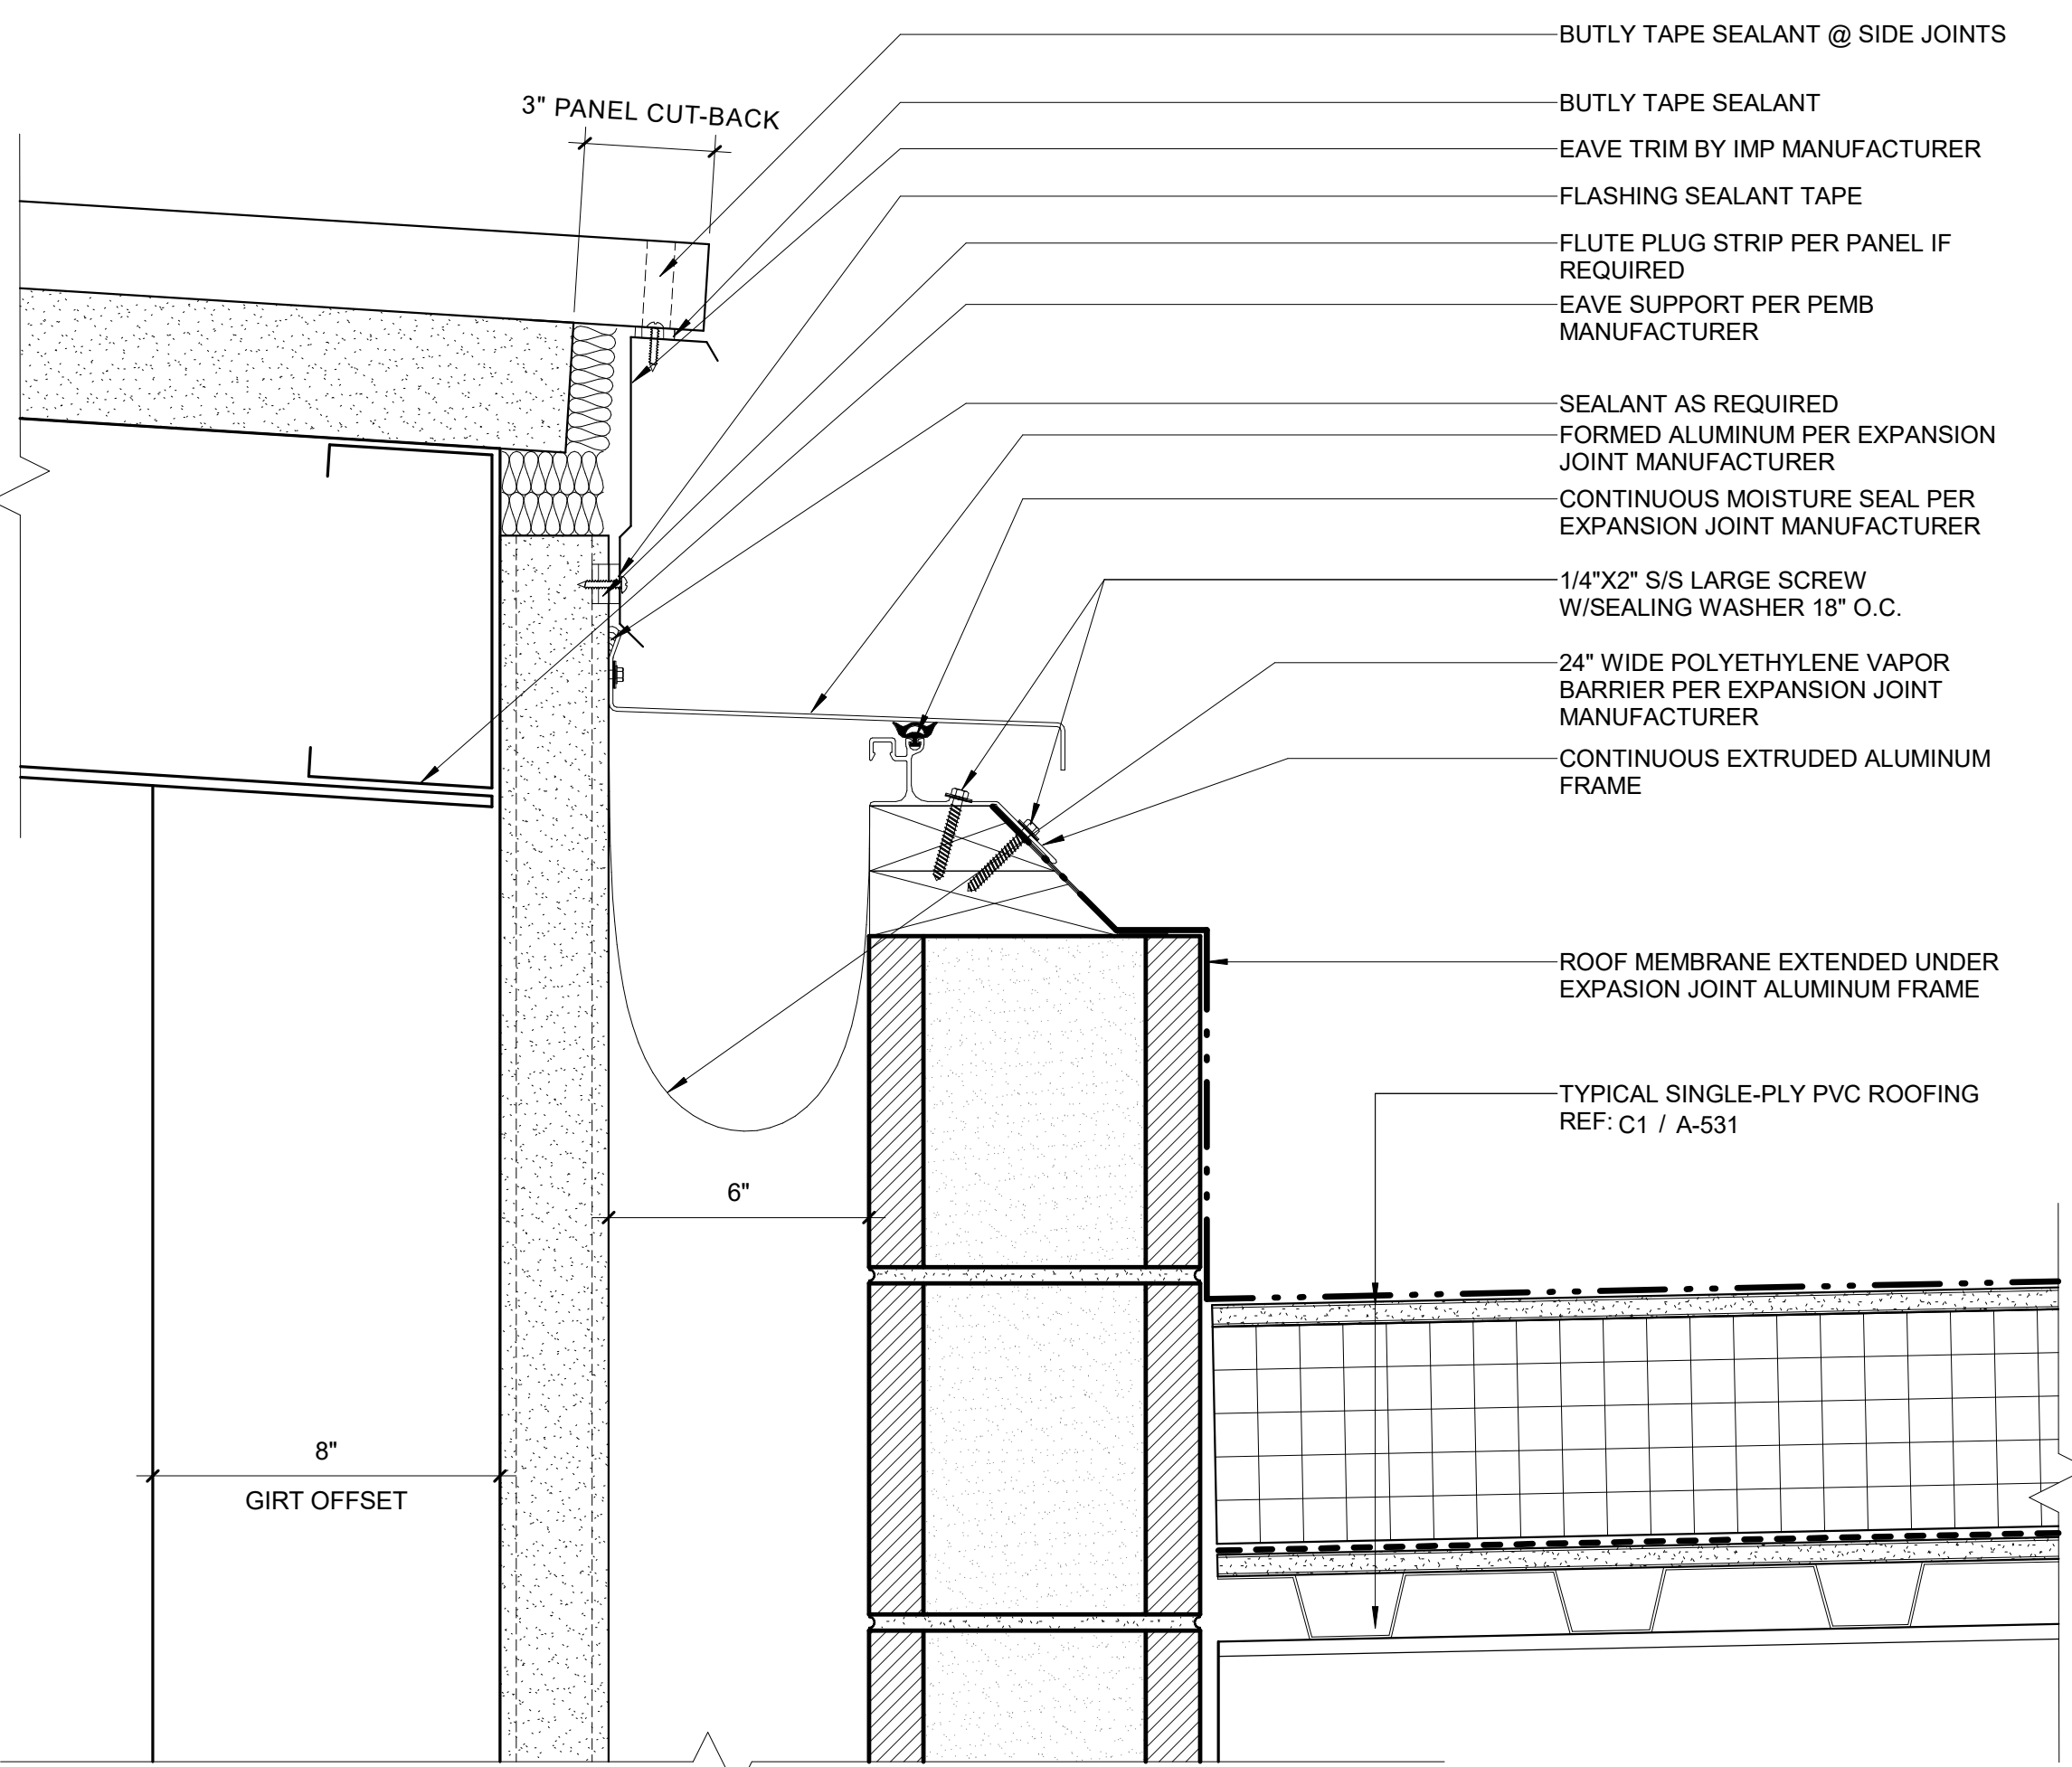 BUTLY TAPE SEALANT @ SIDE JOINTS
3" PANEL CUT-BACK
BUTLY TAPE SEALANT
EAVE TRIM BY IMP MANUFACTURER
FLASHING SEALANT TAPE
FLUTE PLUG STRIP PER PANEL IF
REQUIRED
EAVE SUPPORT PER PEMB
MANUFACTURER
SEALANT AS REQUIRED
FORMED ALUMINUM PER EXPANSION
JOINT MANUFACTURER
CONTINUOUS MOISTURE SEAL PER
EXPANSION JOINT MANUFACTURER
1/4"X2" S/S LARGE SCREW
W/SEALING WASHER 18" O.C.
24" WIDE POLYETHYLENE VAPOR
BARRIER PER EXPANSION JOINT
MANUFACTURER
CONTINUOUS EXTRUDED ALUMINUM
FRAME
ROOF MEMBRANE EXTENDED UNDER
EXPASION JOINT ALUMINUM FRAME
TYPICAL SINGLE-PLY PVC ROOFING
REF: C1 / A-531
6"
8"
GIRT OFFSET